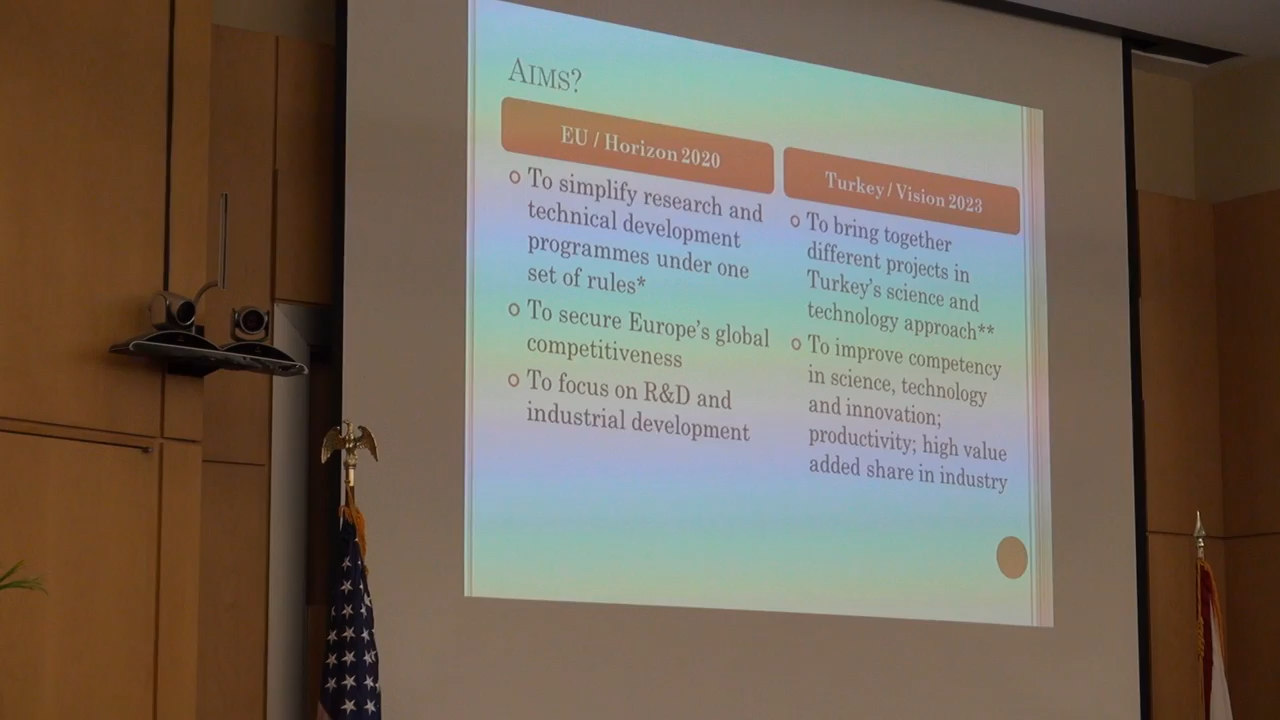 AIMS?
EU / Horizon 2020
To simplify research and
technical development
programmes under one
set of rules*
To secure Europe's global
competitiveness
To focus on R&D and
industrial development
Turkey / Vision 2023
To bring together
different projects in
Turkey's science and
technology approach**
To improve competency
in science, technology
and innovation;
productivity; high value
added share in industry